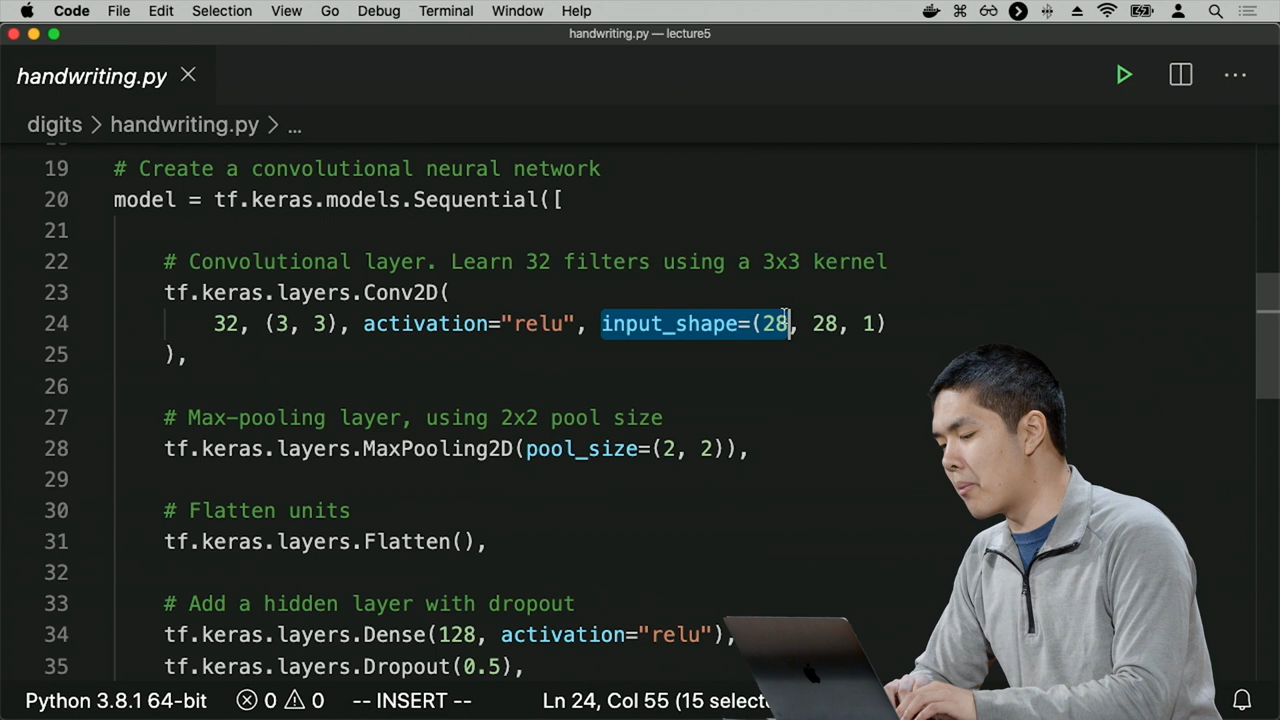 Code File Edit Selection View Go Debug Terminal Window Help
handwriting.py — lecture5
handwriting.py
digits > handwriting.py > ...
19 # Create a convolutional neural network
20 model = tf.keras.models.Sequential([
21
22 # Convolutional layer. Learn 32 filters using a 3x3 kernel
23 tf.keras.layers.Conv2D(
24 32, (3, 3), activation="relu", input_shape=(28, 28, 1)
25 ),
26
27 # Max-pooling layer, using 2x2 pool size
28 tf.keras.layers.MaxPooling2D(pool_size=(2, 2)),
29
30 # Flatten units
31 tf.keras.layers.Flatten(),
32
33 # Add a hidden layer with dropout
34 tf.keras.layers.Dense(128, activation="relu"),
35 tf.keras.layers.Dropout(0.5),
Python 3.8.1 64-bit 0 0 -- INSERT -- Ln 24, Col 55 (15 selecte